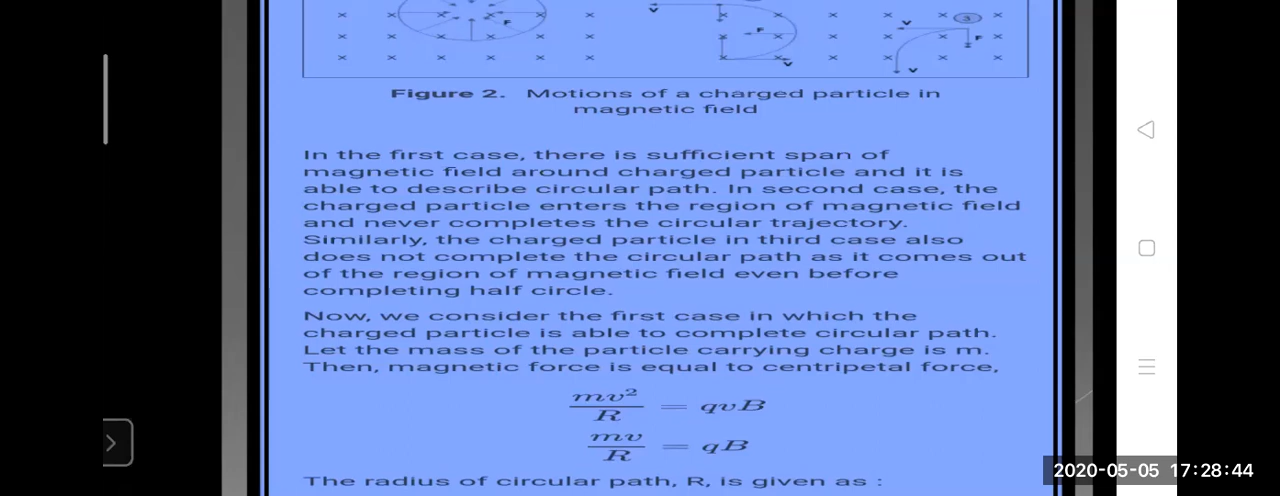 × × × × × F × × × × × × ×
v F 3 v F
v v
Figure 2. Motions of a charged particle in
magnetic field
In the first case, there is sufficient span of
magnetic field around charged particle and it is
able to describe circular path. In second case, the
charged particle enters the region of magnetic field
and never completes the circular trajectory.
Similarly, the charged particle in third case also
does not complete the circular path as it comes out
of the region of magnetic field even before
completing half circle.
Now, we consider the first case in which the
charged particle is able to complete circular path.
Let the mass of the particle carrying charge is m.
Then, magnetic force is equal to centripetal force,
mv²/R = qvB
mv/R = qB
The radius of circular path, R, is given as :
2020-05-05 17:28:44